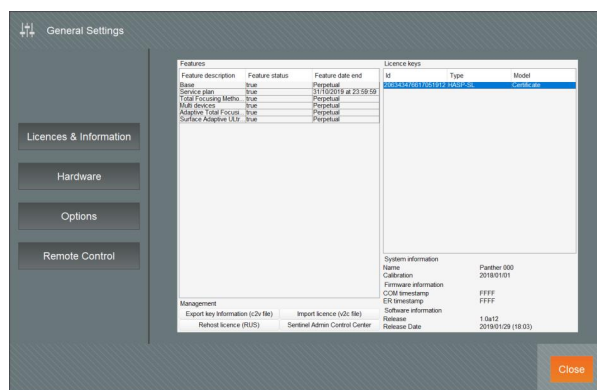 General Settings
Licences & Information
Hardware
Options
Remote Control
Features
Feature description Feature status Feature date end
Base true Perpetual
Service plan true 31/10/2019 at 23:59:59
Total Focusing Metho... true Perpetual
Multi devices true Perpetual
Adaptive Total Focusi... true Perpetual
Surface Adaptive ULtr... true Perpetual
Management
Export key Information (c2v file) Import licence (v2c file)
Rehost licence (RUS) Sentinel Admin Control Center
Licence keys
Id Type Model
206343476617051912 HASP-SL Certificate
System information
Name Panther 000
Calibration 2018/01/01
Firmware information
COM timestamp FFFF
ER timestamp FFFF
Software information
Release 1.0a12
Release Date 2019/01/29 (18:03)
Close